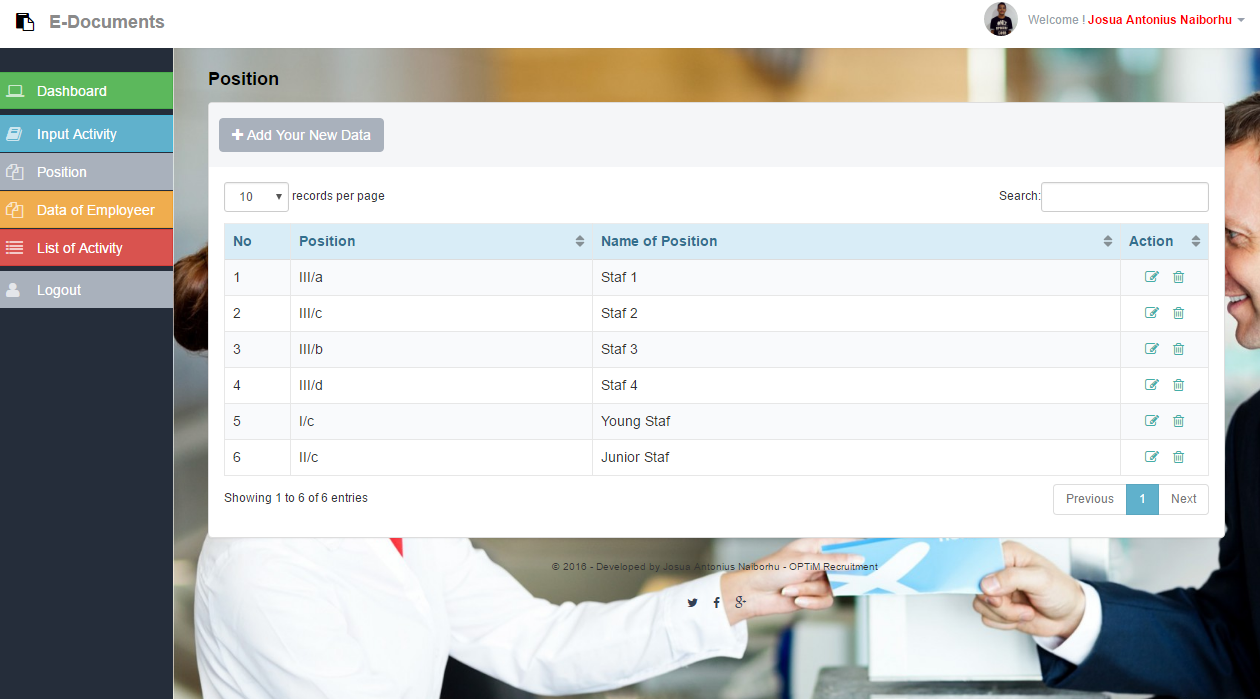 E-Documents
Welcome ! Josua Antonius Naiborhu
Dashboard
Input Activity
Position
Data of Employeer
List of Activity
Logout
Position
Add Your New Data
10 records per page
Search:
No Position Name of Position Action
1 III/a Staf 1
2 III/c Staf 2
3 III/b Staf 3
4 III/d Staf 4
5 I/c Young Staf
6 II/c Junior Staf
Showing 1 to 6 of 6 entries
Previous 1 Next
© 2016 - Developed by Josua Antonius Naiborhu - OPTiM Recruitment